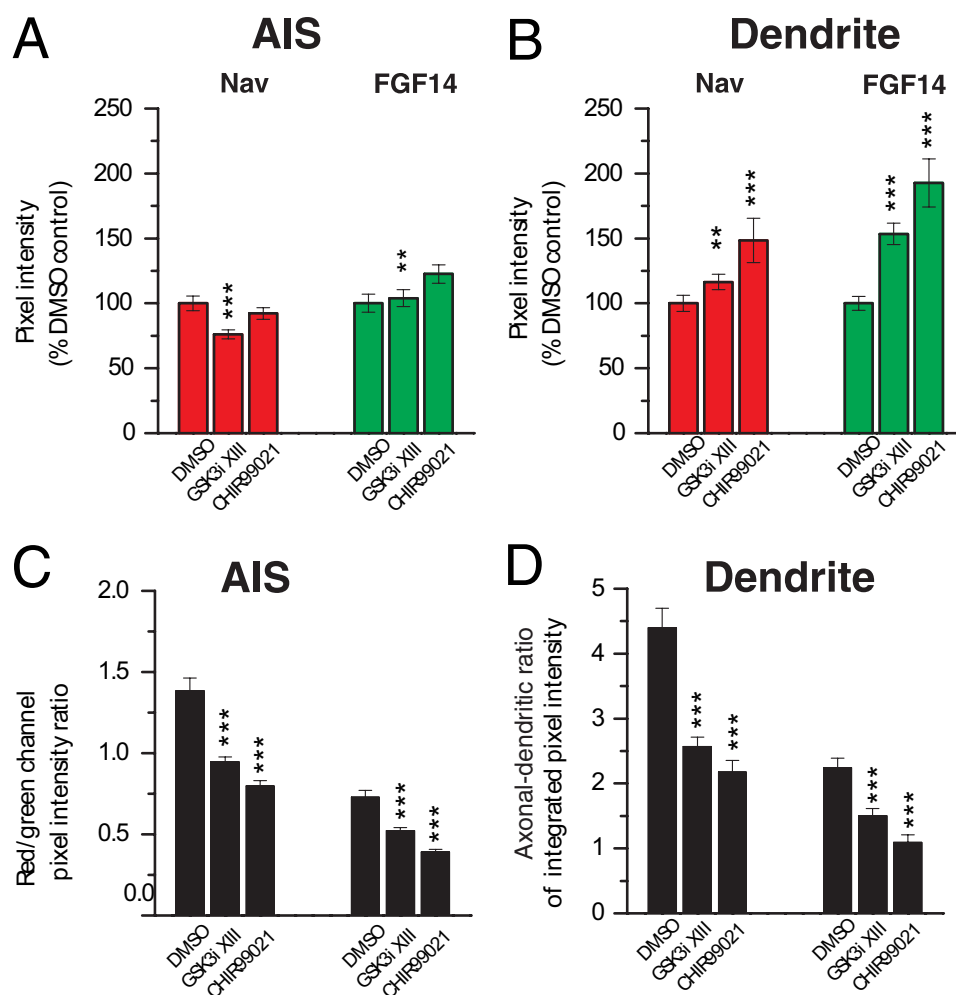 A
AIS
Nav
FGF14
Pixel intensity
(% DMSO control)
250
200
150
100
50
0
***
**
DMSO
GSK3i XIII
CHIR99021
DMSO
GSK3i XIII
CHIR99021
B
Dendrite
Nav
FGF14
Pixel intensity
(% DMSO control)
250
200
150
100
50
0
**
***
***
***
DMSO
GSK3i XIII
CHIR99021
DMSO
GSK3i XIII
CHIR99021
C
AIS
Red/green channel
pixel intensity ratio
2.0
1.5
1.0
0.5
0.0
***
***
***
***
DMSO
GSK3i XIII
CHIR99021
DMSO
GSK3i XIII
CHIR99021
D
Dendrite
Axonal-dendritic ratio
of integrated pixel intensity
5
4
3
2
1
0
***
***
***
***
DMSO
GSK3i XIII
CHIR99021
DMSO
GSK3i XIII
CHIR99021